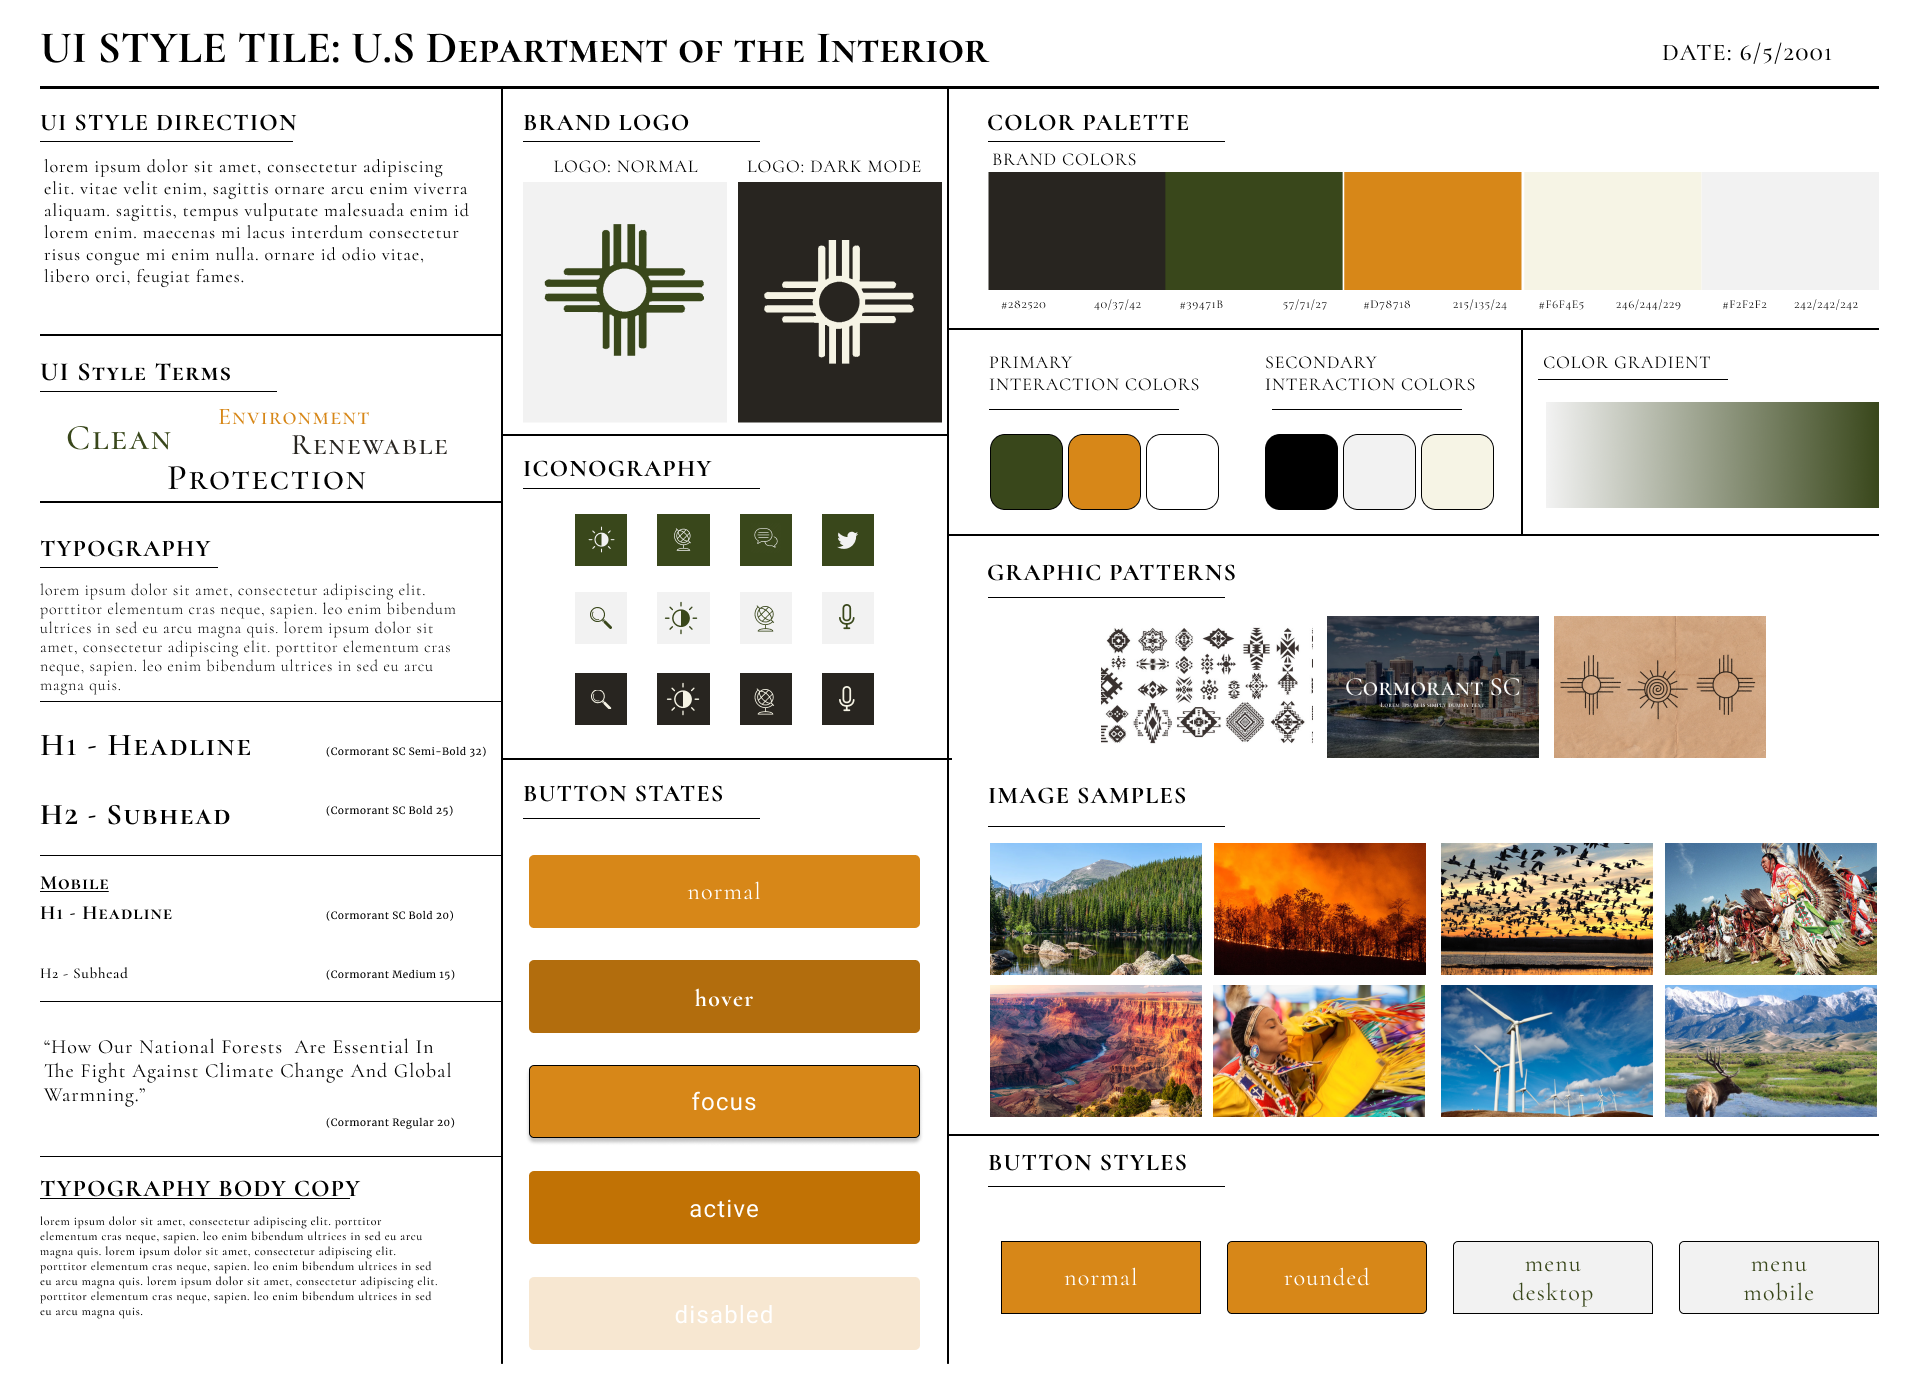 UI STYLE TILE: U.S Department of the Interior
DATE: 6/5/2001
UI STYLE DIRECTION
lorem ipsum dolor sit amet, consectetur adipiscing
elit. vitae velit enim, sagittis ornare arcu enim viverra
aliquam. sagittis, tempus vulputate malesuada enim id
lorem enim. maecenas mi lacus interdum consectetur
risus congue mi enim nulla. ornare id odio vitae,
libero orci, feugiat fames.
UI Style Terms
Environment
Clean
Renewable
Protection
TYPOGRAPHY
lorem ipsum dolor sit amet, consectetur adipiscing elit.
porttitor elementum cras neque, sapien. leo enim bibendum
ultrices in sed eu arcu magna quis. lorem ipsum dolor sit
amet, consectetur adipiscing elit. porttitor elementum cras
neque, sapien. leo enim bibendum ultrices in sed eu arcu
magna quis.
H1 - Headline
(Cormorant SC Semi-Bold 32)
H2 - Subhead
(Cormorant SC Bold 25)
Mobile
H1 - Headline
(Cormorant SC Bold 20)
H2 - Subhead
(Cormorant Medium 15)
“How Our National Forests  Are Essential In
The Fight Against Climate Change And Global
Warmning.”
(Cormorant Regular 20)
TYPOGRAPHY BODY COPY
lorem ipsum dolor sit amet, consectetur adipiscing elit. porttitor
elementum cras neque, sapien. leo enim bibendum ultrices in sed eu arcu
magna quis. lorem ipsum dolor sit amet, consectetur adipiscing elit.
porttitor elementum cras neque, sapien. leo enim bibendum ultrices in sed
eu arcu magna quis. lorem ipsum dolor sit amet, consectetur adipiscing elit.
porttitor elementum cras neque, sapien. leo enim bibendum ultrices in sed
eu arcu magna quis.
BRAND LOGO
LOGO: NORMAL
LOGO: DARK MODE
ICONOGRAPHY
BUTTON STATES
normal
hover
focus
active
disabled
COLOR PALETTE
BRAND COLORS
#282520 40/37/42 #39471B 57/71/27 #D78718 215/135/24 #F6F4E5 246/244/229 #F2F2F2 242/242/242
PRIMARY
INTERACTION COLORS
SECONDARY
INTERACTION COLORS
COLOR GRADIENT
GRAPHIC PATTERNS
Cormorant SC
Lorem Ipsum is simply dummy text
IMAGE SAMPLES
BUTTON STYLES
normal
rounded
menu
desktop
menu
mobile